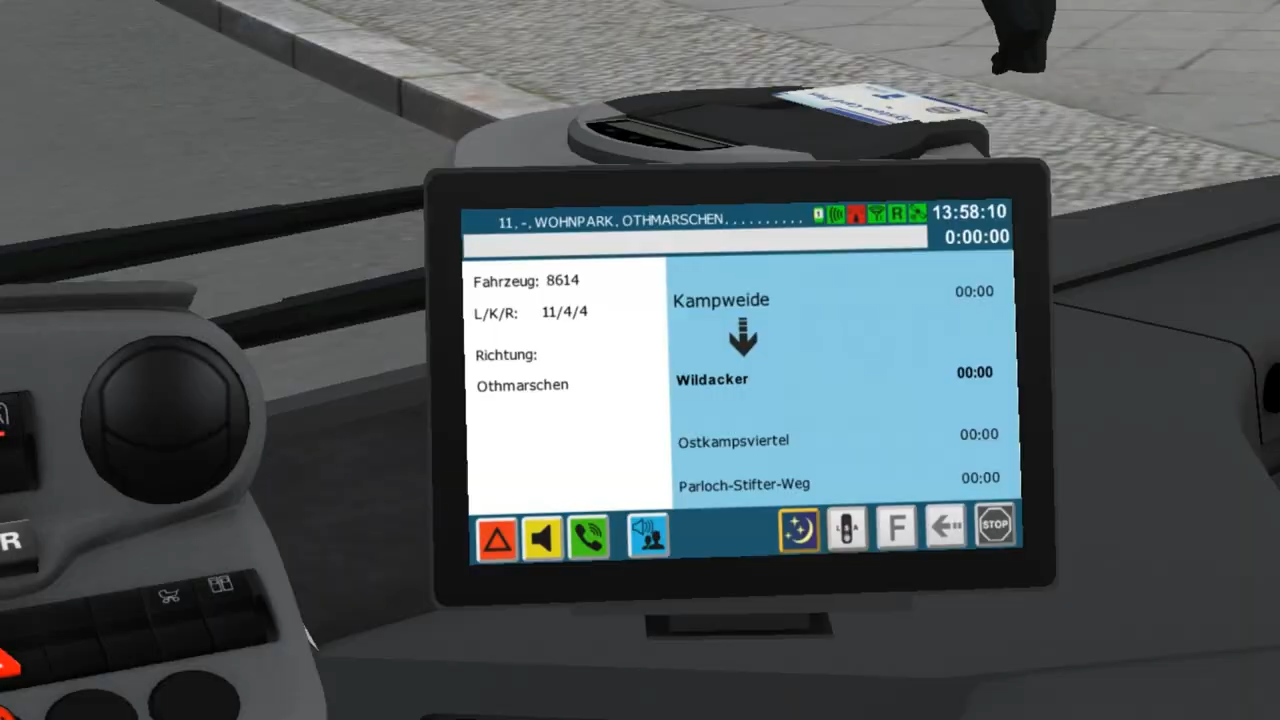 11,-, WOHNPARK, OTHMARSCHEN..........
R
13:58:10
0:00:00
Fahrzeug: 8614
L/K/R: 11/4/4
Richtung:
Othmarschen
Kampweide 00:00
Wildacker 00:00
Ostkampsviertel 00:00
Parloch-Stifter-Weg 00:00
F
STOP
R